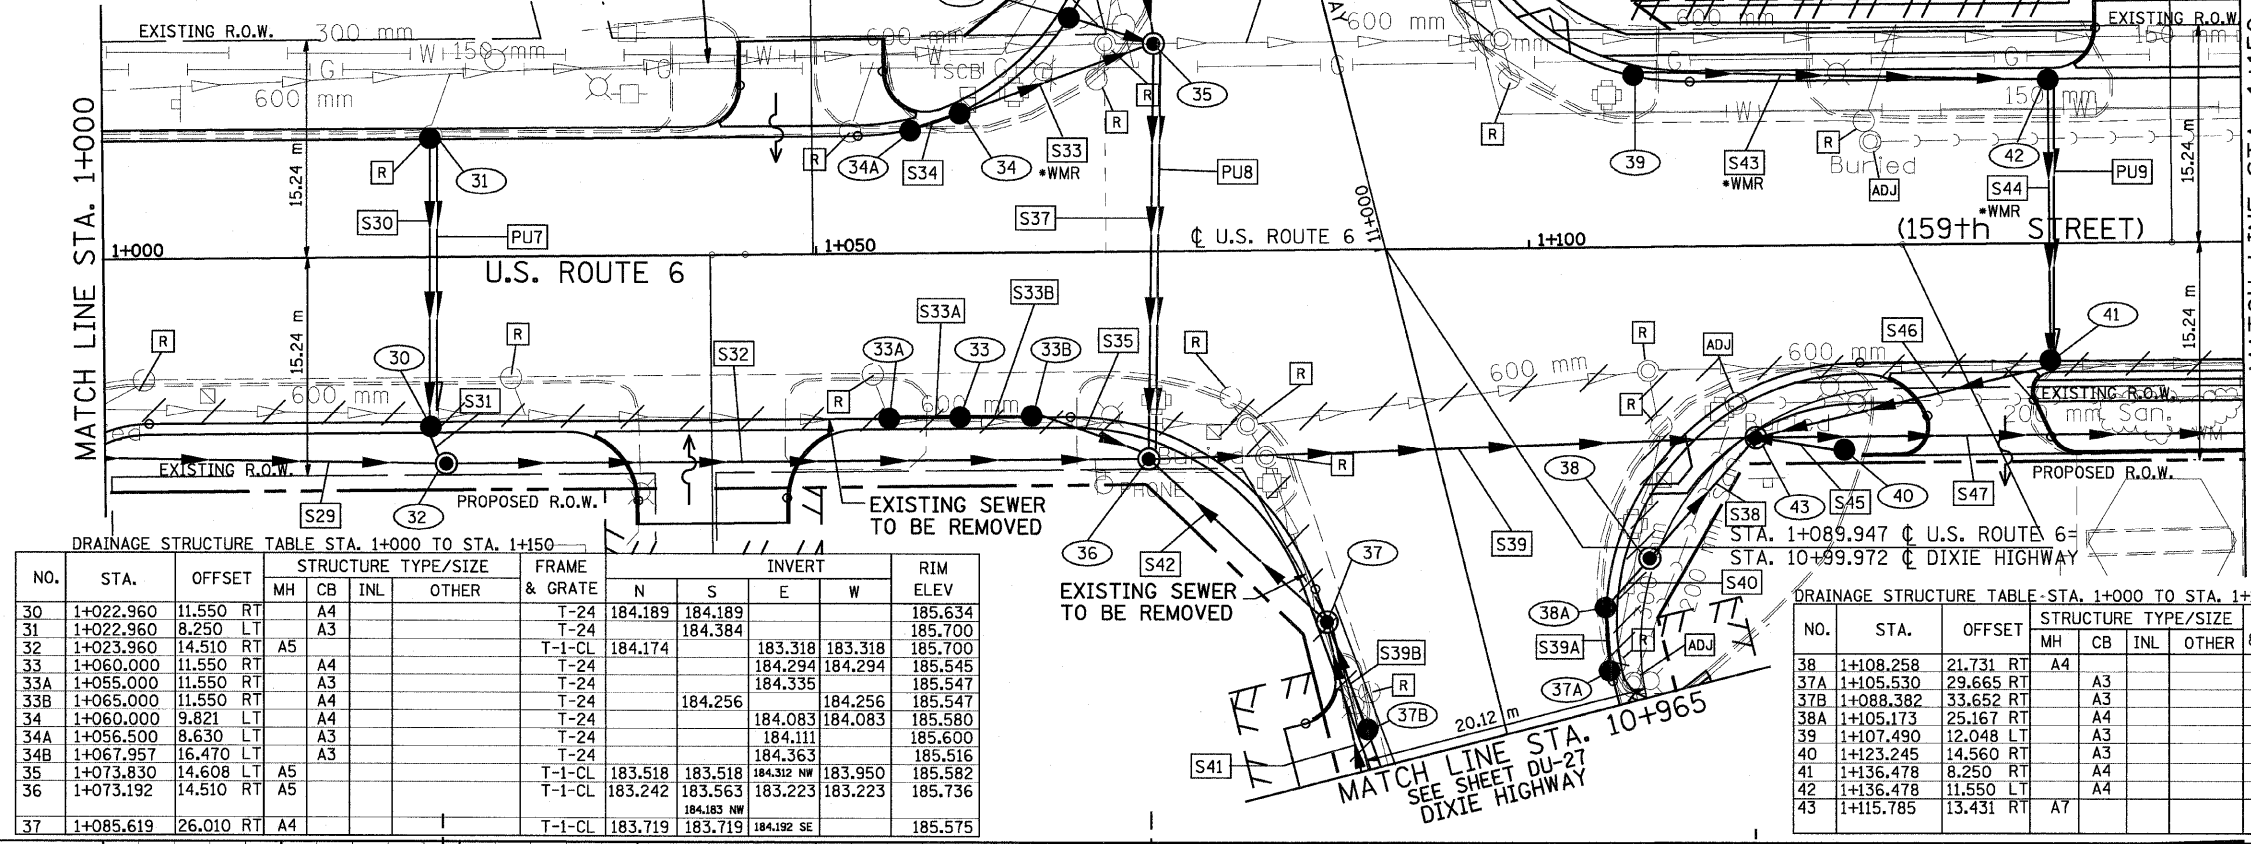 EXISTING R.O.W.
300 mm
600 mm
600 mm
600 mm
EXISTING R.O.W.
W
150 mm
W
W
150 mm
150 mm
G
G
TSCB
G
G
G
G
600 mm
35
150 mm
W
W
R
R
R
R
R
R
31
34A
S34
34
S33
*WMR
39
S43
*WMR
Buried
ADJ
42
S44
*WMR
PU9
PU8
MATCH LINE STA. 1+000
15.24 m
15.24 m
S30
PU7
S37
11+000
(159th STREET)
1+000
1+050
℄ U.S. ROUTE 6
1+100
U.S. ROUTE 6
15.24 m
15.24 m
R
R
30
S31
S32
S33A
S33B
33A
33
33B
S35
R
R
R
R
R
ADJ
R
S46
41
600 mm
600 mm
600 mm
600 mm
EXISTING R.O.W.
200 mm San.
WM
EXISTING R.O.W.
PROPOSED R.O.W.
PROPOSED R.O.W.
S29
32
EXISTING SEWER
TO BE REMOVED
Buried
PHONE
36
S42
S39
38
S38
43
S45
40
S47
37
EXISTING SEWER
TO BE REMOVED
STA. 1+089.947 ℄ U.S. ROUTE 6=
STA. 10+99.972 ℄ DIXIE HIGHWAY
S40
38A
S39A
R
ADJ
37A
S39B
R
37B
S41
20.12 m
MATCH LINE STA. 10+965
SEE SHEET DU-27
DIXIE HIGHWAY
DRAINAGE STRUCTURE TABLE STA. 1+000 TO STA. 1+150
NO. STA. OFFSET STRUCTURE TYPE/SIZE FRAME & GRATE INVERT RIM ELEV
MH CB INL OTHER N S E W
30 1+022.960 11.550 RT A4 T-24 184.189 184.189 185.634
31 1+022.960 8.250 LT A3 T-24 184.384 185.700
32 1+023.960 14.510 RT A5 T-1-CL 184.174 183.318 183.318 185.700
33 1+060.000 11.550 RT A4 T-24 184.294 184.294 185.545
33A 1+055.000 11.550 RT A3 T-24 184.335 185.547
33B 1+065.000 11.550 RT A4 T-24 184.256 184.256 185.547
34 1+060.000 9.821 LT A4 T-24 184.083 184.083 185.580
34A 1+056.500 8.630 LT A3 T-24 184.111 185.600
34B 1+067.957 16.470 LT A3 T-24 184.363 185.516
35 1+073.830 14.608 LT A5 T-1-CL 183.518 183.518 184.312 NW 183.950 185.582
36 1+073.192 14.510 RT A5 T-1-CL 183.242 183.563 183.223 183.223 185.736
184.183 NW
37 1+085.619 26.010 RT A4 T-1-CL 183.719 183.719 184.192 SE 185.575
DRAINAGE STRUCTURE TABLE STA. 1+000 TO STA.
NO. STA. OFFSET STRUCTURE TYPE/SIZE
MH CB INL OTHER
38 1+108.258 21.731 RT A4
37A 1+105.530 29.665 RT A3
37B 1+088.382 33.652 RT A3
38A 1+105.173 25.167 RT A4
39 1+107.490 12.048 LT A3
40 1+123.245 14.560 RT A3
41 1+136.478 8.250 RT A4
42 1+136.478 11.550 LT A4
43 1+115.785 13.431 RT A7